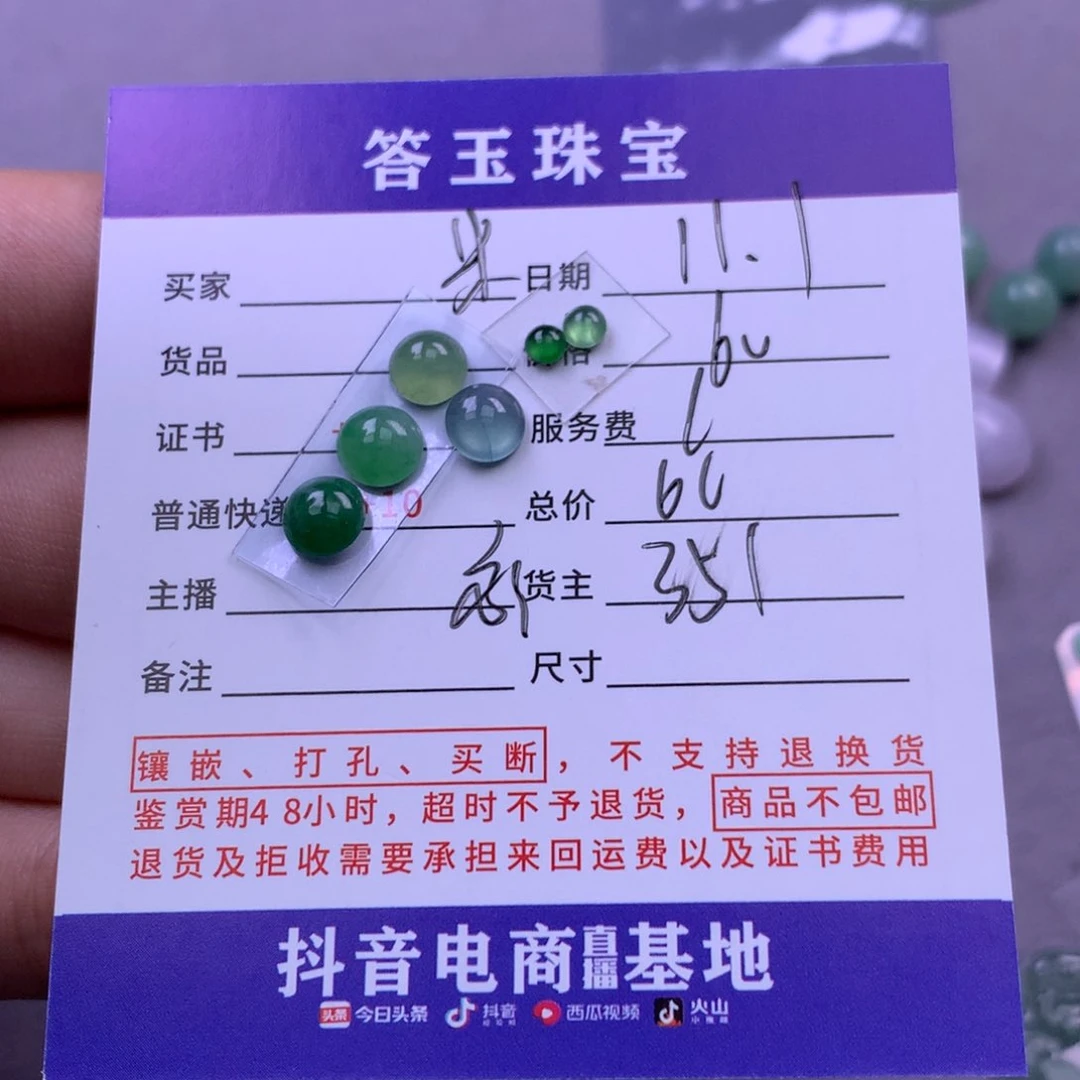 答玉珠宝
买家 日期 11.1
货品 60
证书 服务费
普通快递 +10 总价
主播 货主 351
备注 尺寸
镶嵌、打孔、买断，不支持退换货
鉴赏期48小时，超时不予退货，商品不包邮
退货及拒收需要承担来回运费以及证书费用
抖音电商直播基地
头条 今日头条 抖音 西瓜视频 火山